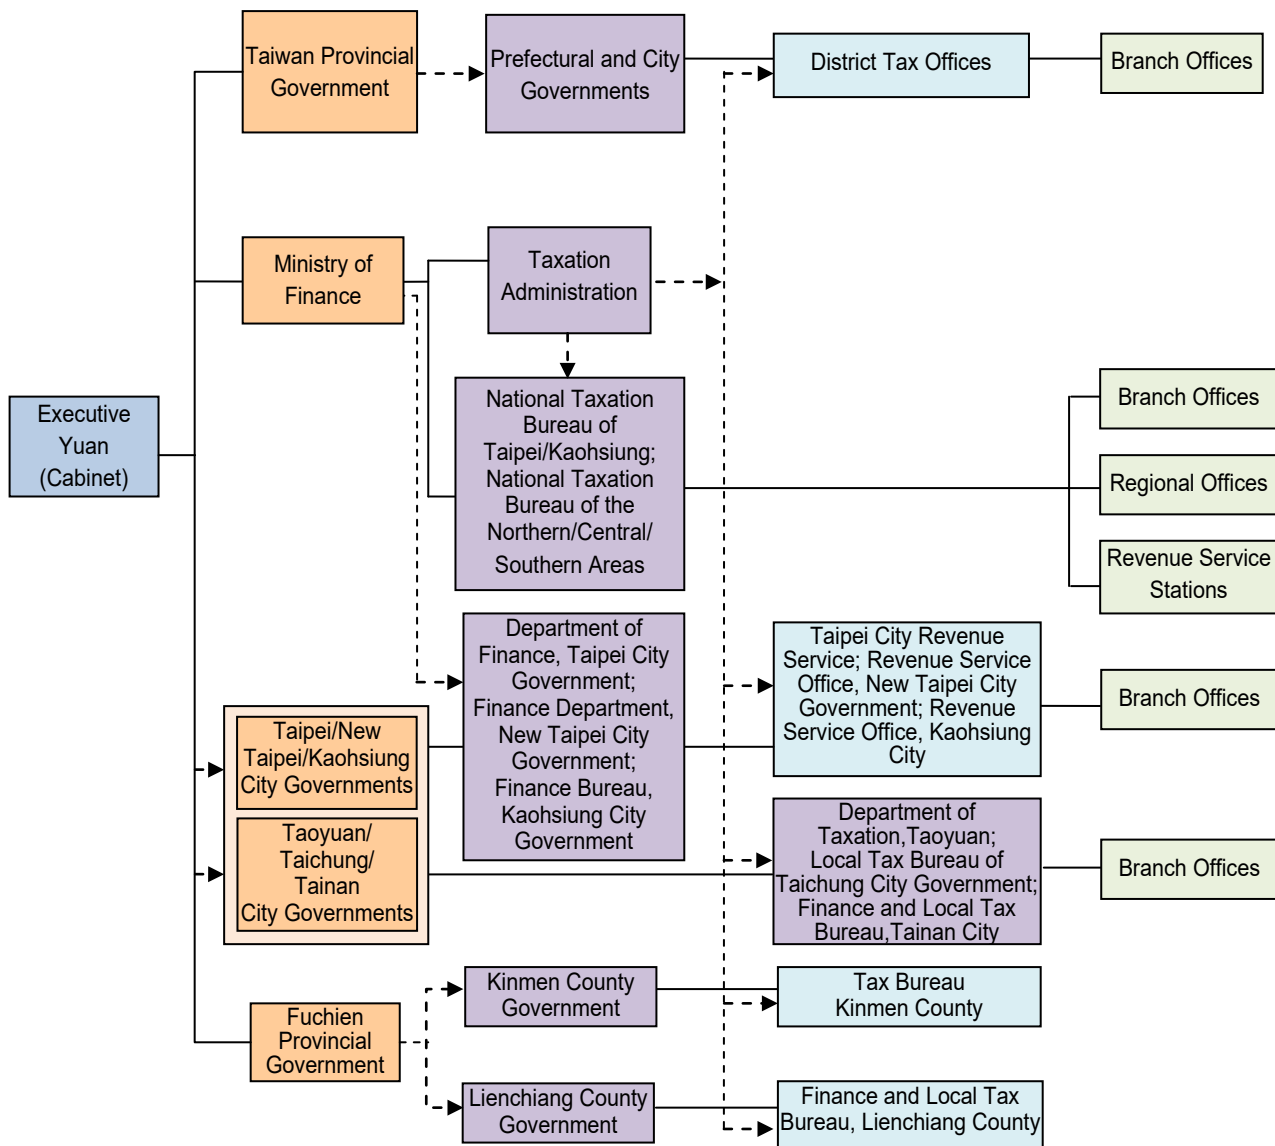 Taiwan Provincial
Government
Prefectural and City
Governments
District Tax Offices
Branch Offices
Ministry of
Finance
Taxation
Administration
Executive
Yuan
(Cabinet)
National Taxation
Bureau of
Taipei/Kaohsiung;
National Taxation
Bureau of the
Northern/Central/
Southern Areas
Branch Offices
Regional Offices
Revenue Service
Stations
Taipei/New
Taipei/Kaohsiung
City Governments
Department of
Finance, Taipei City
Government;
Finance Department,
New Taipei City
Government;
Finance Bureau,
Kaohsiung City
Government
Taipei City Revenue
Service; Revenue Service
Office, New Taipei City
Government; Revenue
Service Office, Kaohsiung
City
Branch Offices
Taoyuan/
Taichung/
Tainan
City Governments
Department of
Taxation,Taoyuan;
Local Tax Bureau of
Taichung City Government;
Finance and Local Tax
Bureau,Tainan City
Branch Offices
Fuchien
Provincial
Government
Kinmen County
Government
Tax Bureau
Kinmen County
Lienchiang County
Government
Finance and Local Tax
Bureau, Lienchiang County